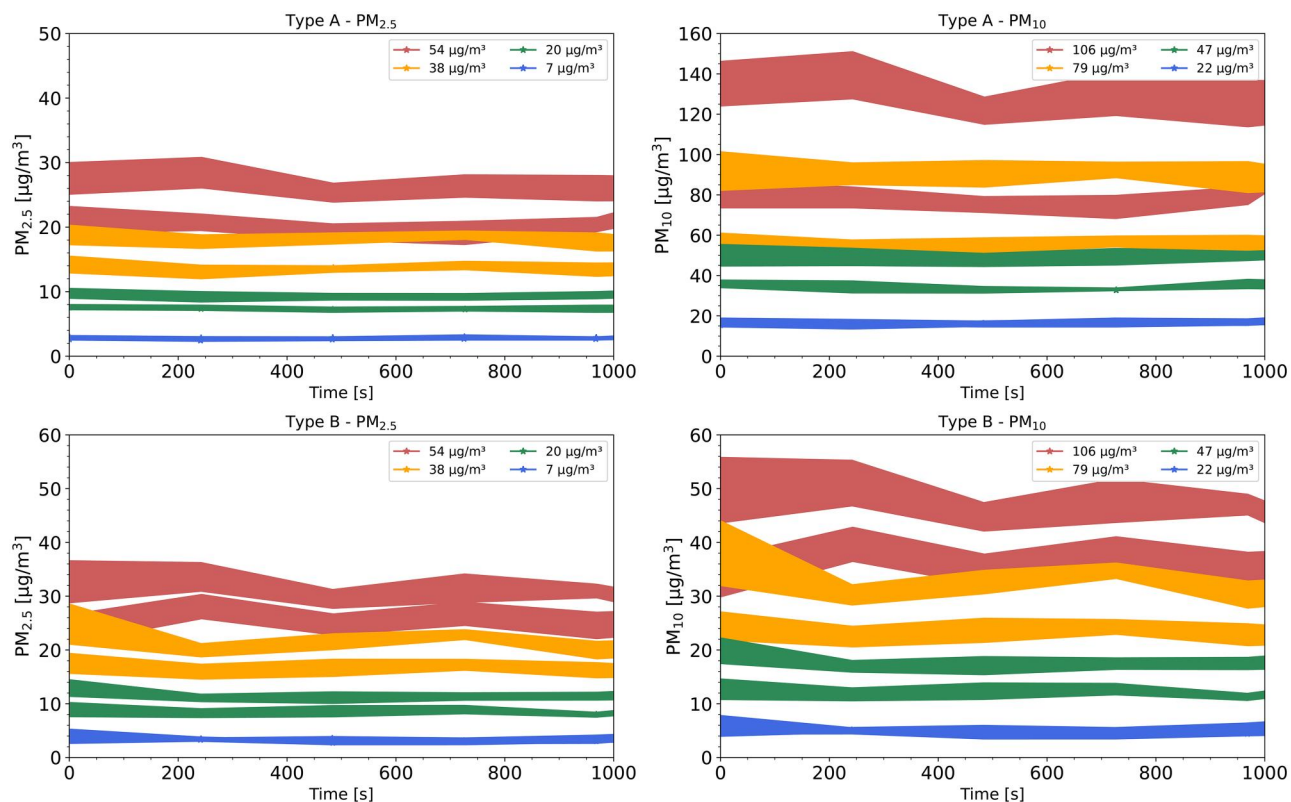 Type A - PM2.5
50
40
30
20
10
0
PM2.5 [µg/m³]
54 µg/m³ 20 µg/m³
38 µg/m³ 7 µg/m³
0 200 400 600 800 1000
Time [s]
Type A - PM10
160
140
120
100
80
60
40
20
0
PM10 [µg/m³]
106 µg/m³ 47 µg/m³
79 µg/m³ 22 µg/m³
0 200 400 600 800 1000
Time [s]
Type B - PM2.5
60
50
40
30
20
10
0
PM2.5 [µg/m³]
54 µg/m³ 20 µg/m³
38 µg/m³ 7 µg/m³
0 200 400 600 800 1000
Time [s]
Type B - PM10
60
50
40
30
20
10
0
PM10 [µg/m³]
106 µg/m³ 47 µg/m³
79 µg/m³ 22 µg/m³
0 200 400 600 800 1000
Time [s]